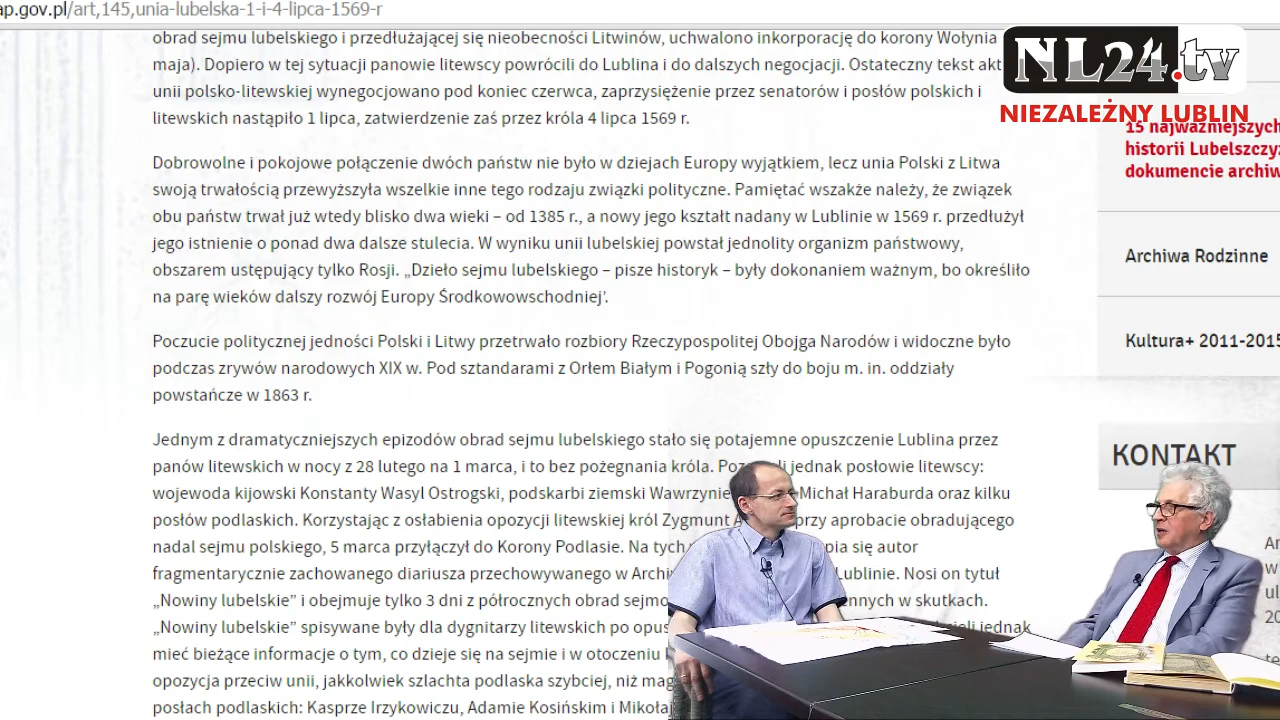 ap.gov.pl/art,145,unia-lubelska-1-i-4-lipca-1569-r
obrad sejmu lubelskiego i przedłużającej się nieobecności Litwinów, uchwalono inkorporację do korony Wołynia
maja). Dopiero w tej sytuacji panowie litewscy powrócili do Lublina i do dalszych negocjacji. Ostateczny tekst
unii polsko-litewskiej wynegocjowano pod koniec czerwca, zaprzysiężenie przez senatorów i posłów polskich i
litewskich nastąpiło 1 lipca, zatwierdzenie zaś przez króla 4 lipca 1569 r.
Dobrowolne i pokojowe połączenie dwóch państw nie było w dziejach Europy wyjątkiem, lecz unia Polski z Litwa
swoją trwałością przewyższyła wszelkie inne tego rodzaju związki polityczne. Pamiętać wszakże należy, że związek
obu państw trwał już wtedy blisko dwa wieki – od 1385 r., a nowy jego kształt nadany w Lublinie w 1569 r. przedłużył
jego istnienie o ponad dwa dalsze stulecia. W wyniku unii lubelskiej powstał jednolity organizm państwowy,
obszarem ustępujący tylko Rosji. „Dzieło sejmu lubelskiego – pisze historyk – były dokonaniem ważnym, bo określiło
na parę wieków dalszy rozwój Europy Środkowowschodniej’.
Poczucie politycznej jedności Polski i Litwy przetrwało rozbiory Rzeczypospolitej Obojga Narodów i widoczne było
podczas zrywów narodowych XIX w. Pod sztandarami z Orłem Białym i Pogonią szły do boju m. in. oddziały
powstańcze w 1863 r.
Jednym z dramatyczniejszych epizodów obrad sejmu lubelskiego stało się potajemne opuszczenie Lublina przez
panów litewskich w nocy z 28 lutego na 1 marca, i to bez pożegnania króla. jednak posłowie litewscy:
wojewoda kijowski Konstanty Wasyl Ostrogski, podskarbi ziemski Michał Haraburda oraz kilku
posłów podlaskich. Korzystając z osłabienia opozycji litewskiej król Zygmunt przy aprobacie obradującego
nadal sejmu polskiego, 5 marca przyłączył do Korony Podlasie. Na tych się autor
fragmentarycznie zachowanego diariusza przechowywanego w Lublinie. Nosi on tytuł
„Nowiny lubelskie” i obejmuje tylko 3 dni z półrocznych obrad w skutkach.
„Nowiny lubelskie” spisywane były dla dygnitarzy litewskich po jednak
mieć bieżące informacje o tym, co dzieje się na sejmie i w otoczeniu
opozycja przeciw unii, jakkolwiek szlachta podlaska szybciej, niż
posłach podlaskich: Kasprze Irzykowiczu, Adamie Kosińskim i
NL24.tv
NIEZALEŻNY LUBLIN
15 najważniejszych
historii
dokumencie
Archiwa Rodzinne
Kultura+ 2011-2015
KONTAKT